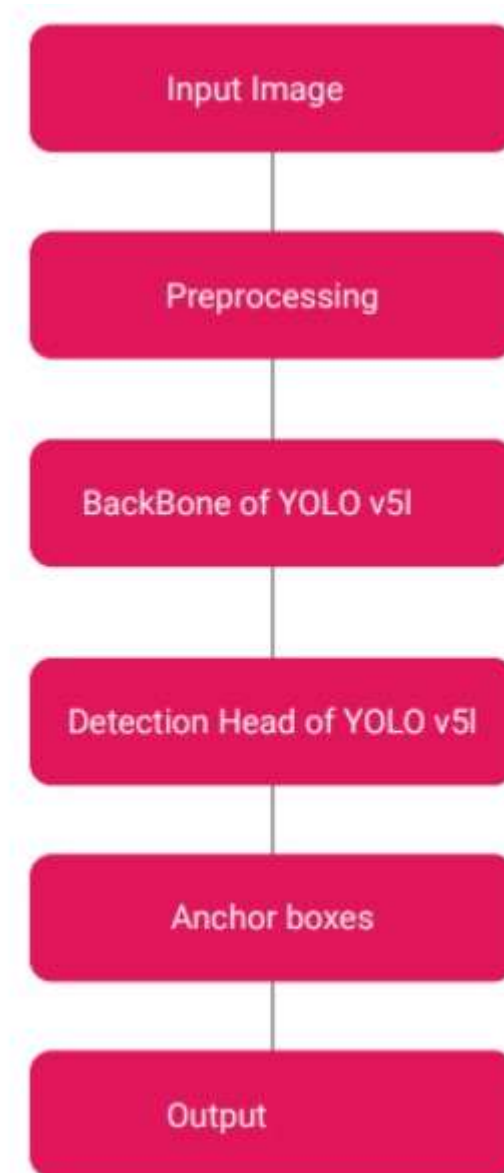 Input Image
Preprocessing
BackBone of YOLO v5l
Detection Head of YOLO v5l
Anchor boxes
Output